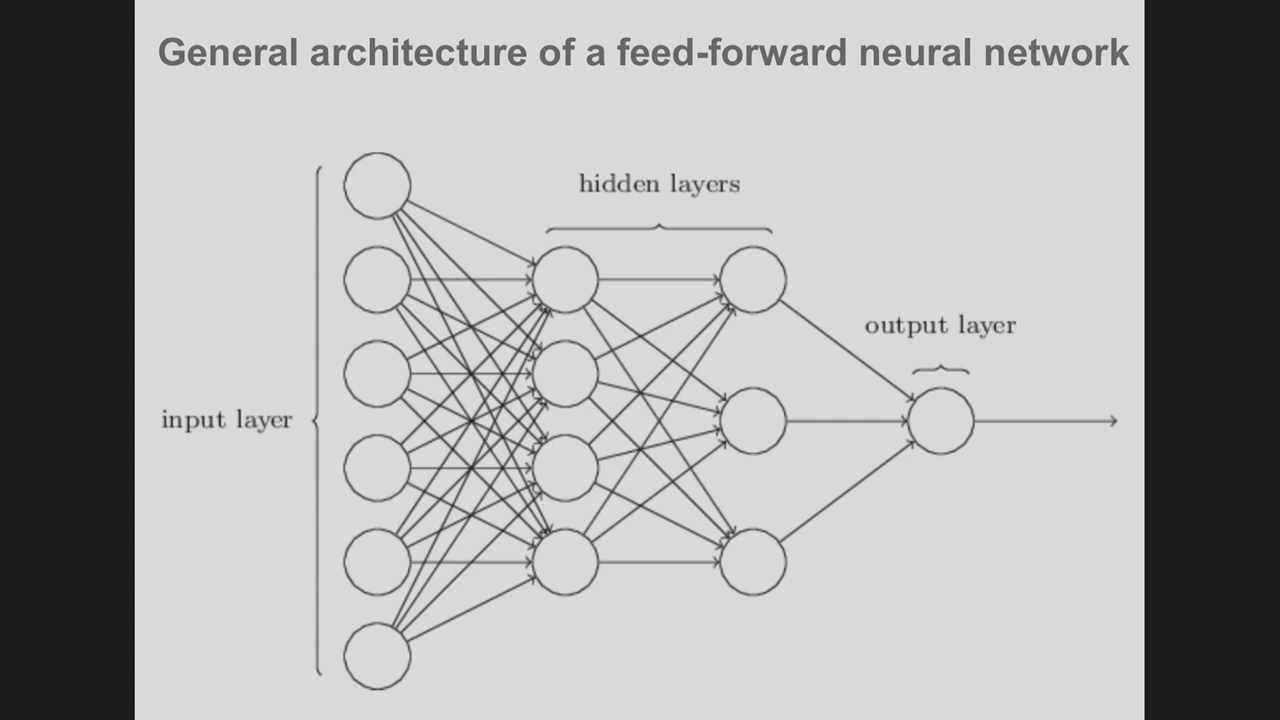 General architecture of a feed-forward neural network
hidden layers
output layer
input layer